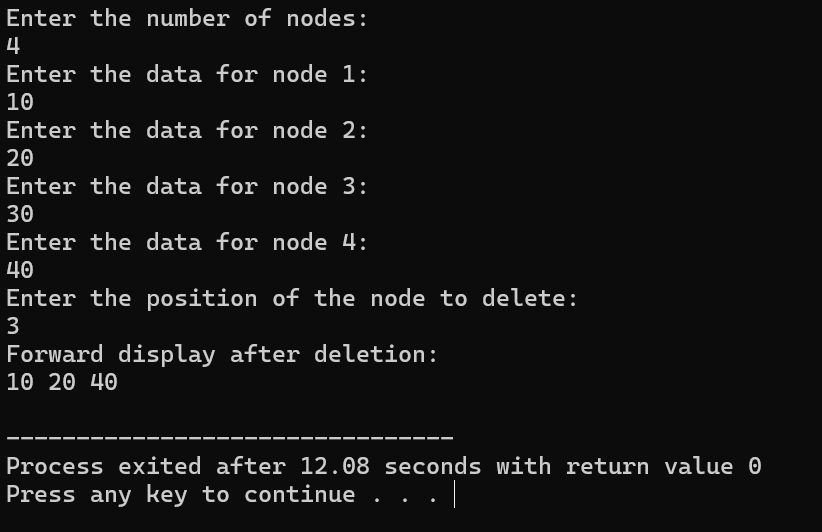 Enter the number of nodes:
4
Enter the data for node 1:
10
Enter the data for node 2:
20
Enter the data for node 3:
30
Enter the data for node 4:
40
Enter the position of the node to delete:
3
Forward display after deletion:
10 20 40
--------------------------------
Process exited after 12.08 seconds with return value 0
Press any key to continue . . .